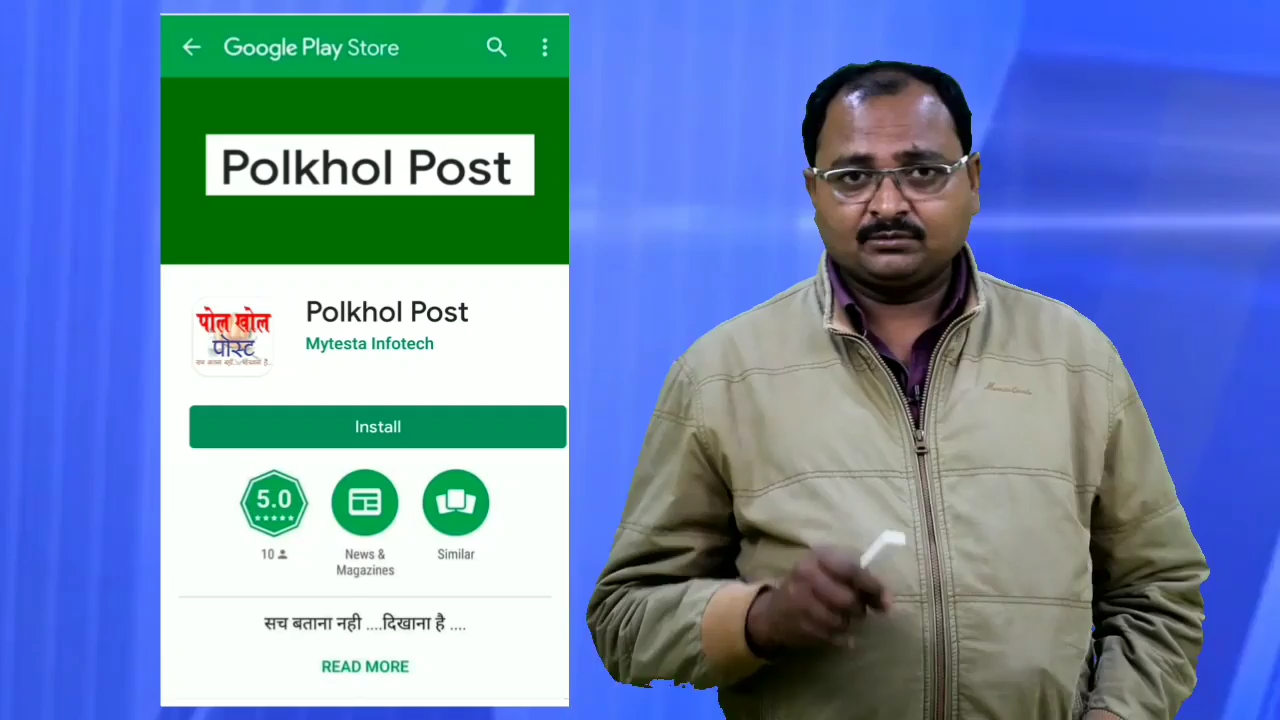 Google Play Store
Polkhol Post
पोल खोल
पोस्ट
Polkhol Post
Mytesta Infotech
Install
5.0
10
News &
Magazines
Similar
सच बताना नही ....दिखाना है ....
READ MORE